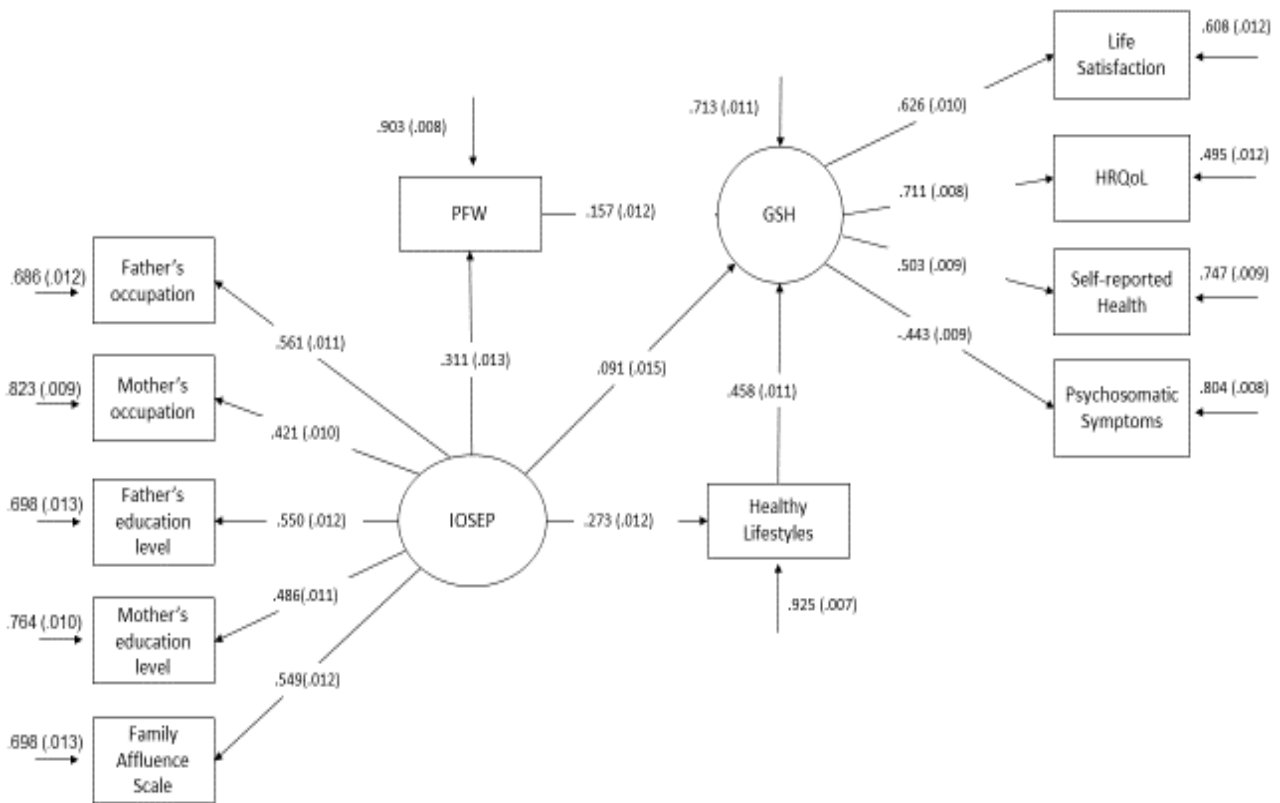 Life
Satisfaction
.608 (.012)
.626 (.010)
.713 (.011)
.903 (.008)
HRQoL
.495 (.012)
.711 (.008)
PFW
.157 (.012)
GSH
.503 (.009)
Self-reported
Health
.747 (.009)
-.443 (.009)
Psychosomatic
Symptoms
.804 (.008)
.686 (.012)
Father's
occupation
.561 (.011)
.311 (.013)
.091 (.015)
.458 (.011)
.823 (.009)
Mother's
occupation
.421 (.010)
.698 (.013)
Father's
education
level
.550 (.012)
IOSEP
.273 (.012)
Healthy
Lifestyles
.925 (.007)
.764 (.010)
Mother's
education
level
.486(.011)
.549(.012)
.698 (.013)
Family
Affluence
Scale